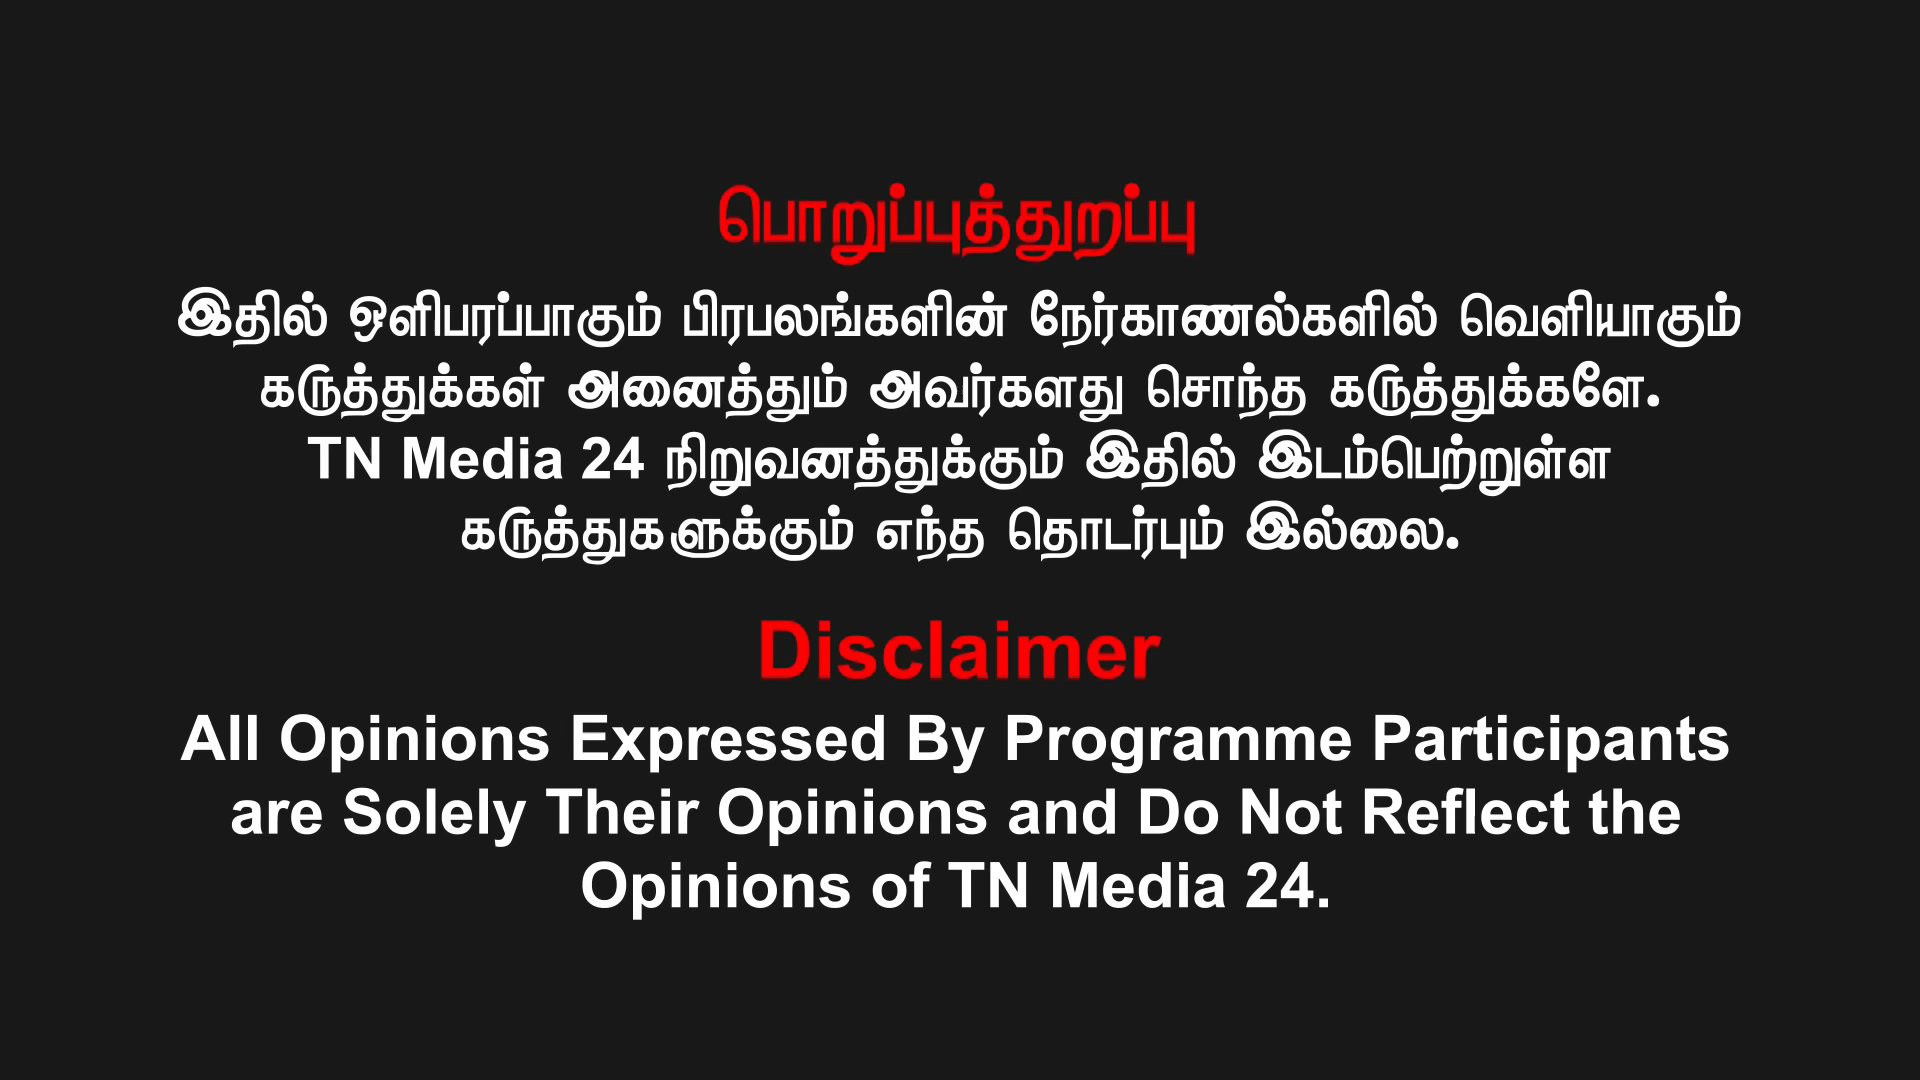 பொறுப்புத்துறப்பு
இதில் ஒளிபரப்பாகும் பிரபலங்களின் நேர்காணல்களில் வெளியாகும்
கருத்துக்கள் அனைத்தும் அவர்களது சொந்த கருத்துக்களே.
TN Media 24 நிறுவனத்துக்கும் இதில் இடம்பெற்றுள்ள
கருத்துகளுக்கும் எந்த தொடர்பும் இல்லை.
Disclaimer
All Opinions Expressed By Programme Participants
are Solely Their Opinions and Do Not Reflect the
Opinions of TN Media 24.